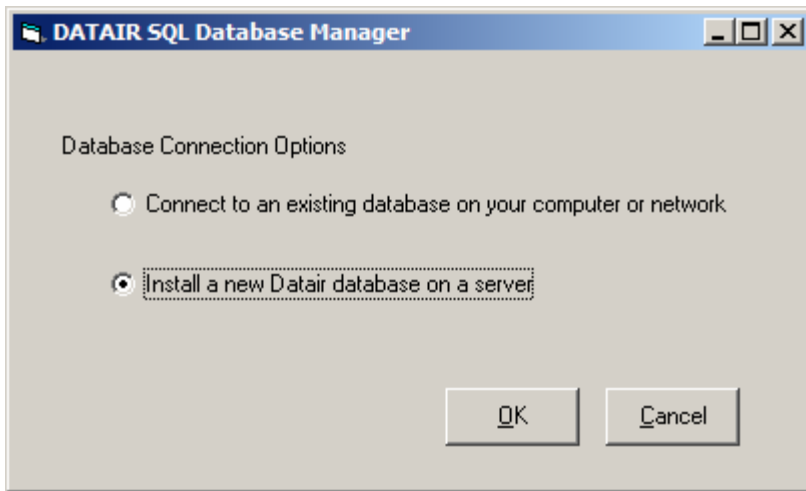 DATAIR SQL Database Manager
Database Connection Options
Connect to an existing database on your computer or network
Install a new Datair database on a server
OK Cancel